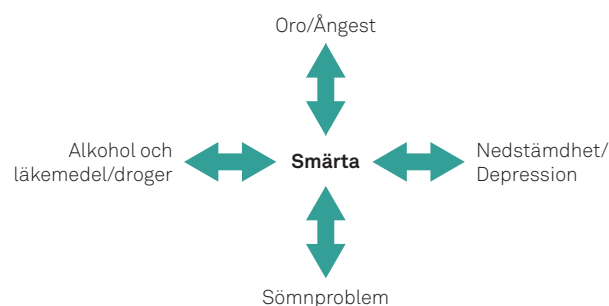 Oro/Ångest
Alkohol och
läkemedel/droger
Smärta
Nedstämdhet/
Depression
Sömnproblem